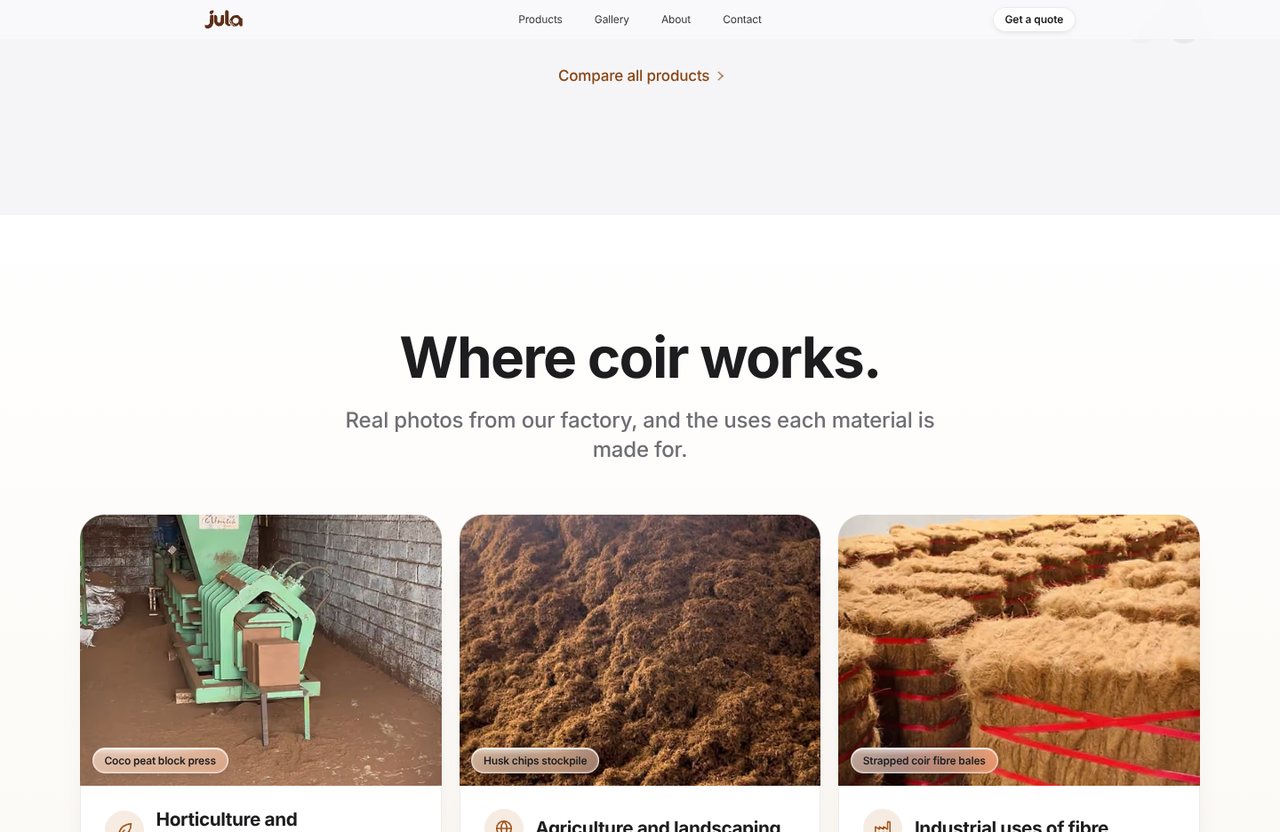 jula
Products
Gallery
About
Contact
Get a quote
Compare all products
Where coir works.
Real photos from our factory, and the uses each material is
made for.
Coco peat block press
Husk chips stockpile
Strapped coir fibre bales
Horticulture and
Agriculture and landscaping
Industrial uses of fibre